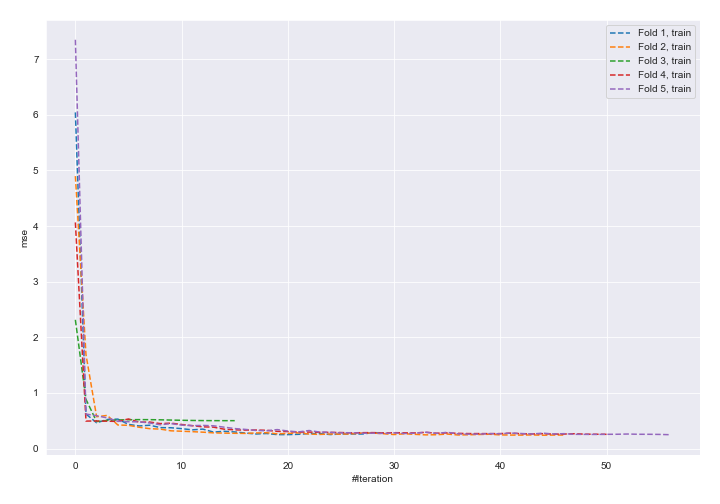 7
6
5
4
3
2
1
0
mse
0
10
20
30
40
50
#Iteration
Fold 1, train
Fold 2, train
Fold 3, train
Fold 4, train
Fold 5, train